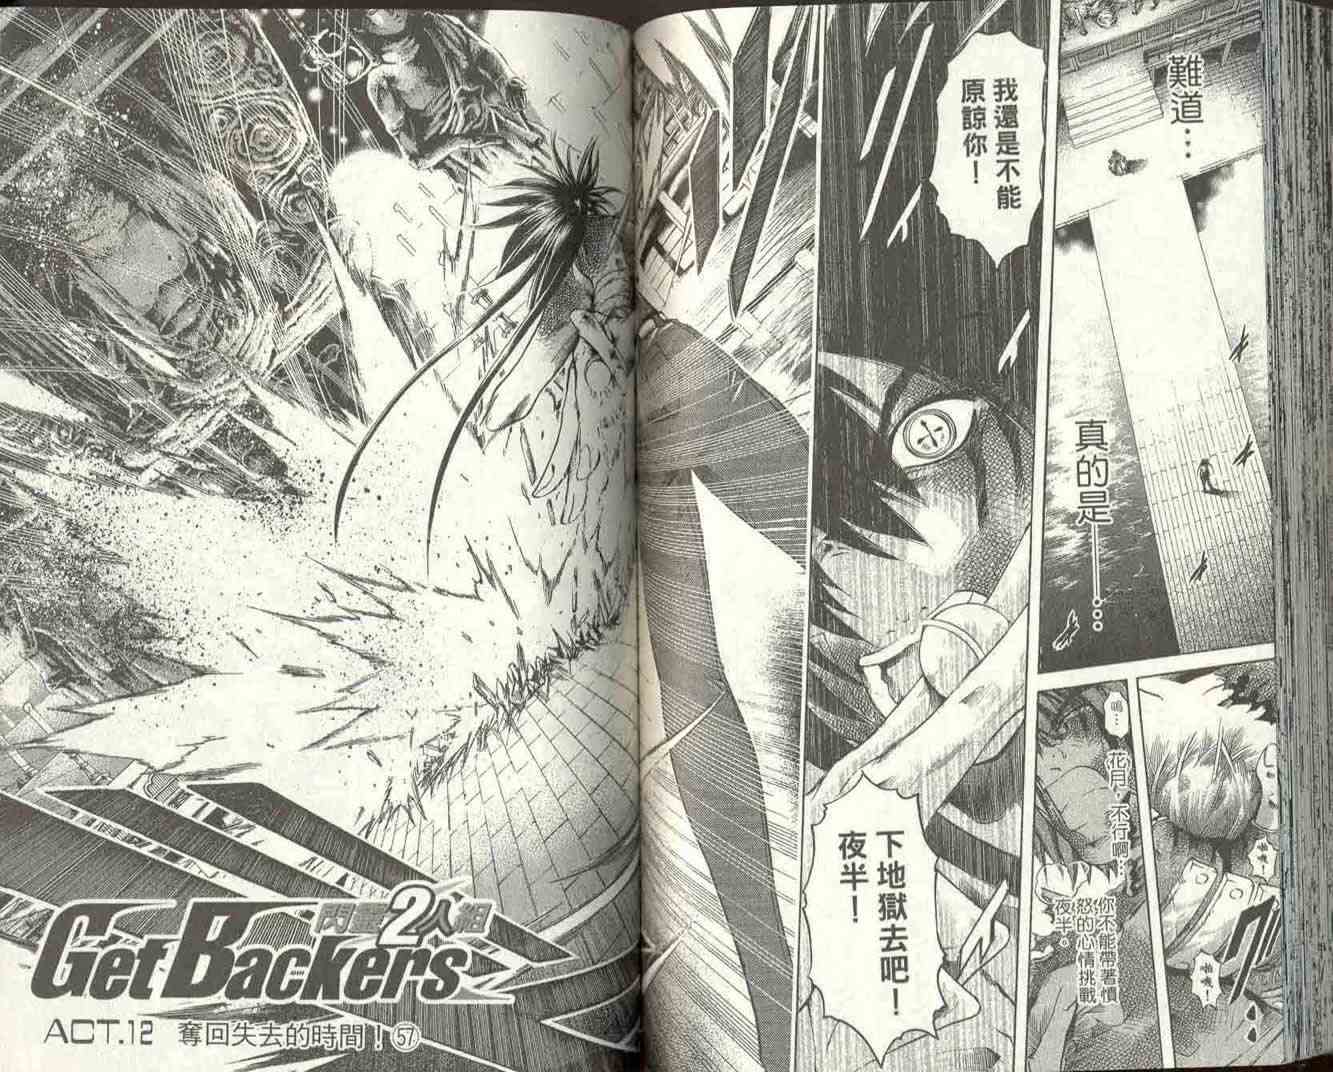 難道…
真的是——…
嗚…
花月，不行啊…
你不能帶著憤
怒的心情挑戰
夜半。
我還是不能
原諒你！
下地獄去吧！
夜半！
閃靈2人組
GetBackers
ACT.12 奪回失去的時間！57